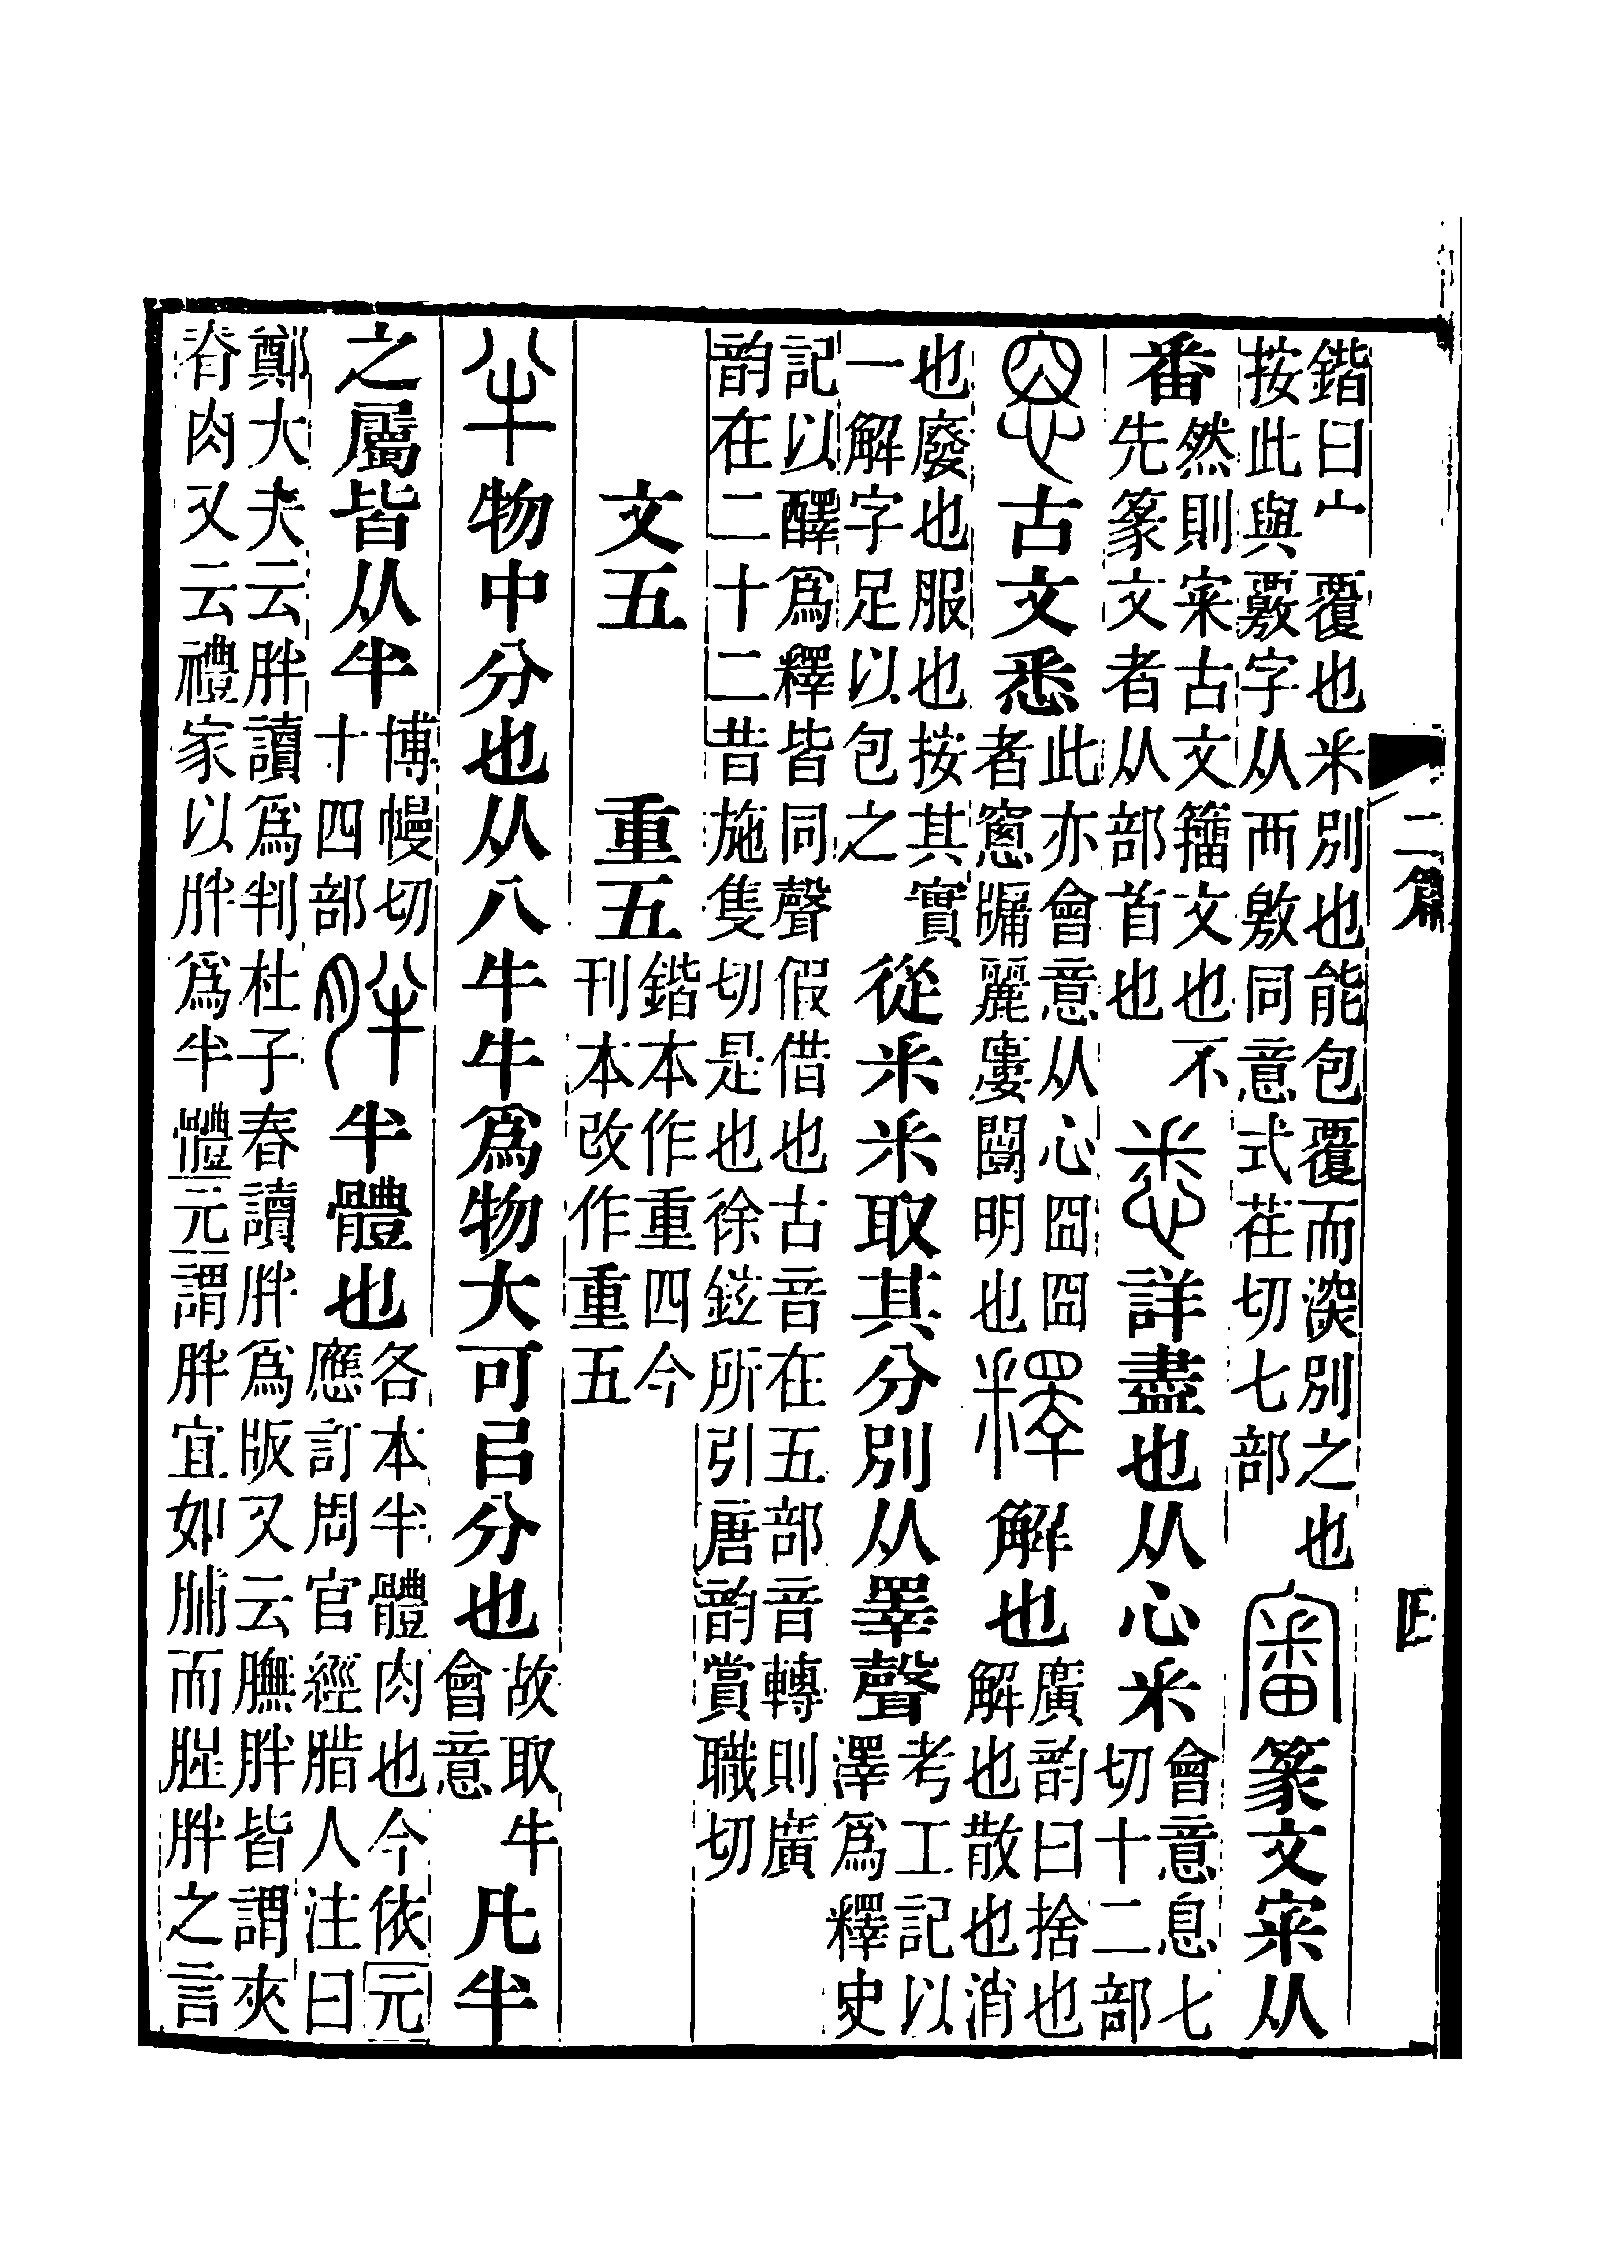 二篇
四
鍇曰宀覆也釆別也能包覆而深別之也按此與覈字从襾敫同意式荏切七部審篆文宷从
番然則宷古文籒文也不先篆文者从部首也悉詳盡也从心釆會意息七切十二部
𢛪古文悉此亦會意从心囧囧者窻牖麗廔闓明也釋解也廣韵曰捨也解也散也消
也廢也服也按其實一解字足以包之從釆釆取其分別从睪聲考工記以澤爲釋史
記以醳爲釋皆同聲假借也古音在五部音轉則廣韵在二十二昔施隻切是也徐鉉所引唐韵賞職切
文五 重五鍇本作重四今刊本改作重五
半物中分也从八牛牛爲物大可㠯分也故取牛會意凡半
之屬皆从半博幔切十四部胖半體也各本半體肉也今依元應訂周官經腊人注曰
鄭大夫云胖讀爲判杜子春讀胖爲版又云膴胖皆謂夾脊肉又云禮家以胖爲半體元謂胖宜如脯而腥胖之言